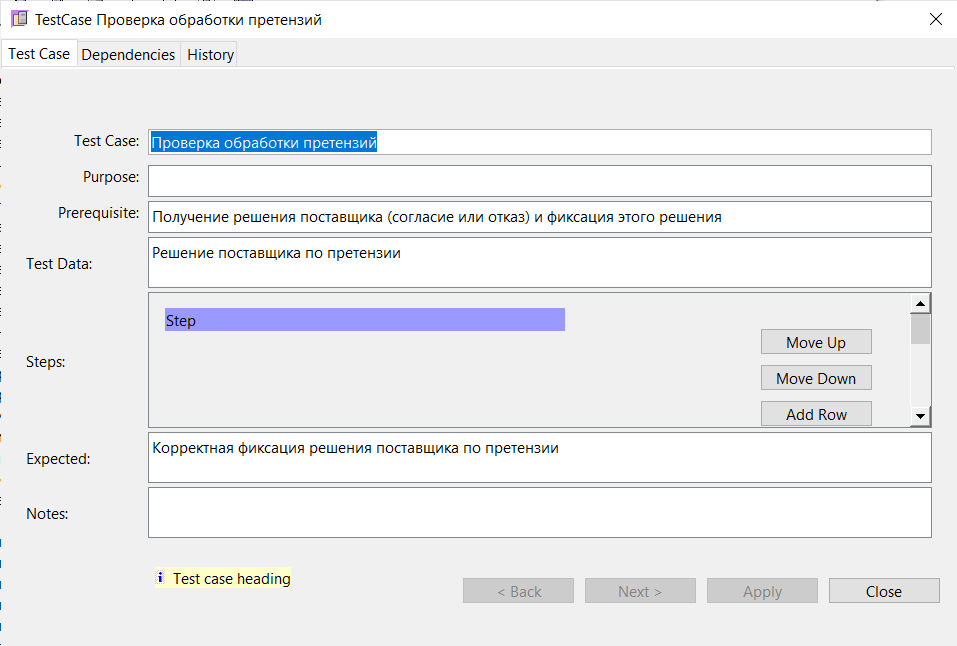 TestCase Проверка обработки претензий
Test Case Dependencies History
Test Case: Проверка обработки претензий
Purpose:
Prerequisite: Получение решения поставщика (согласие или отказ) и фиксация этого решения
Test Data: Решение поставщика по претензии
Steps:
Step
Move Up
Move Down
Add Row
Expected: Корректная фиксация решения поставщика по претензии
Notes:
Test case heading
< Back Next > Apply Close